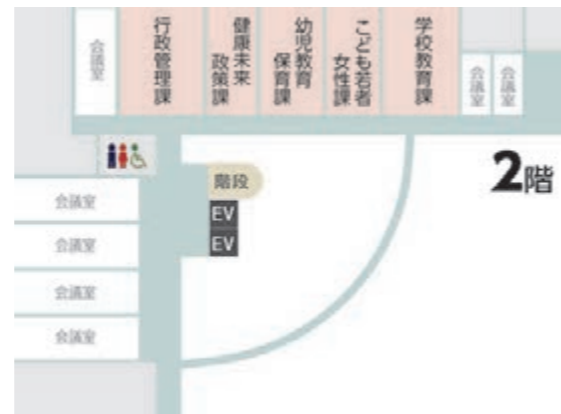 会議室
行政管理課
健康未来
政策課
幼児教育
保育課
こども若者
女性課
学校教育課
会議室
会議室
2階
階段
EV
EV
会議室
会議室
会議室
会議室